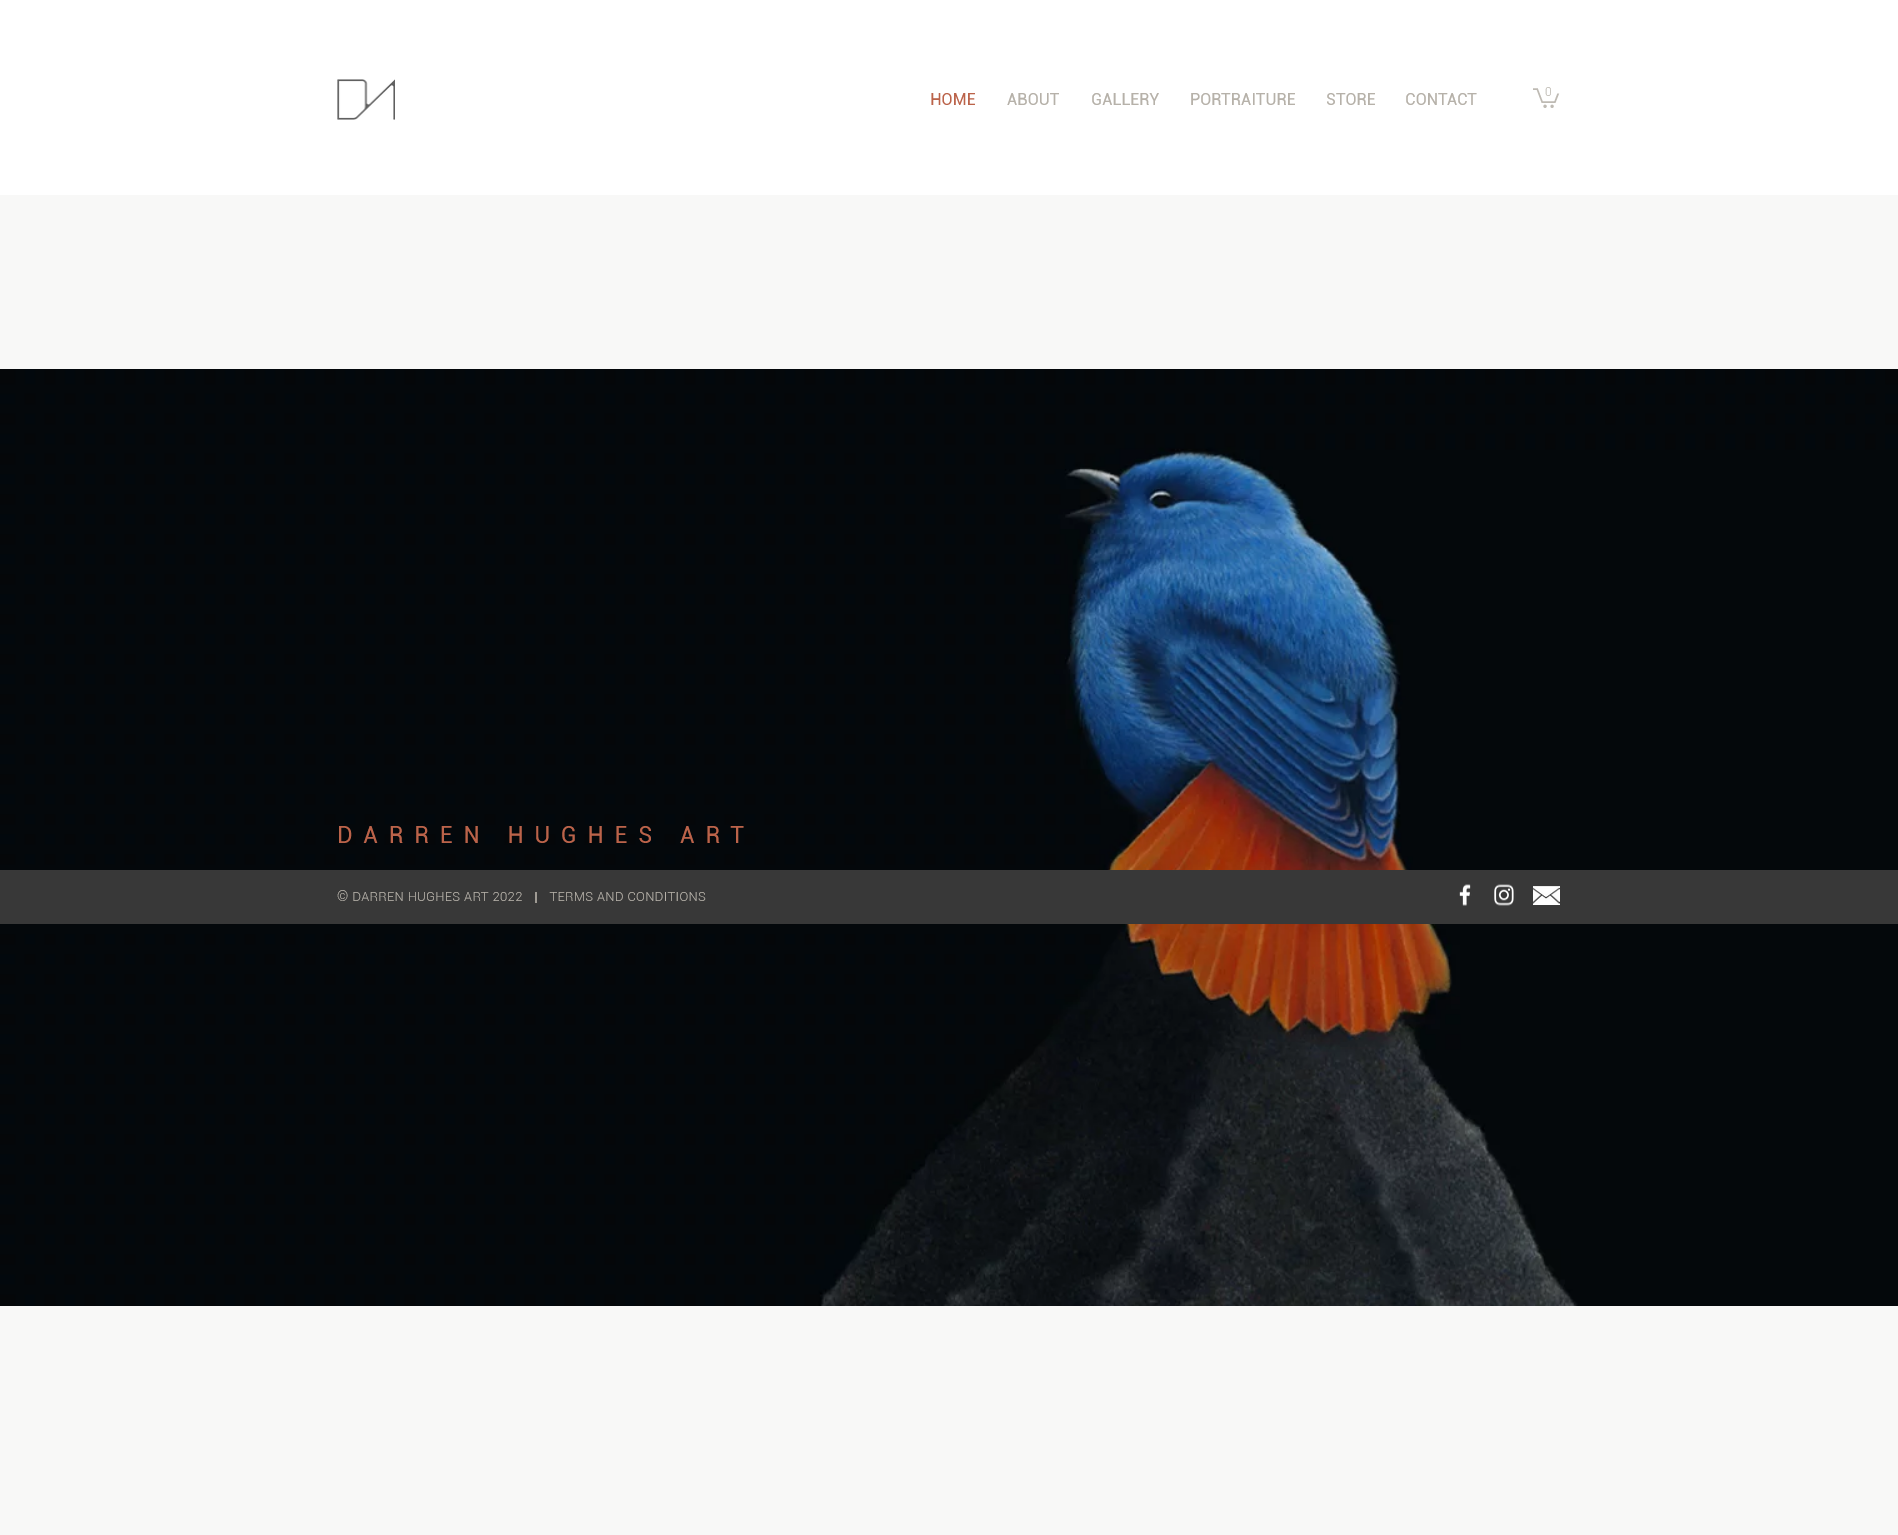 HOME ABOUT GALLERY PORTRAITURE STORE CONTACT 0
DARREN HUGHES ART
© DARREN HUGHES ART 2022 | TERMS AND CONDITIONS